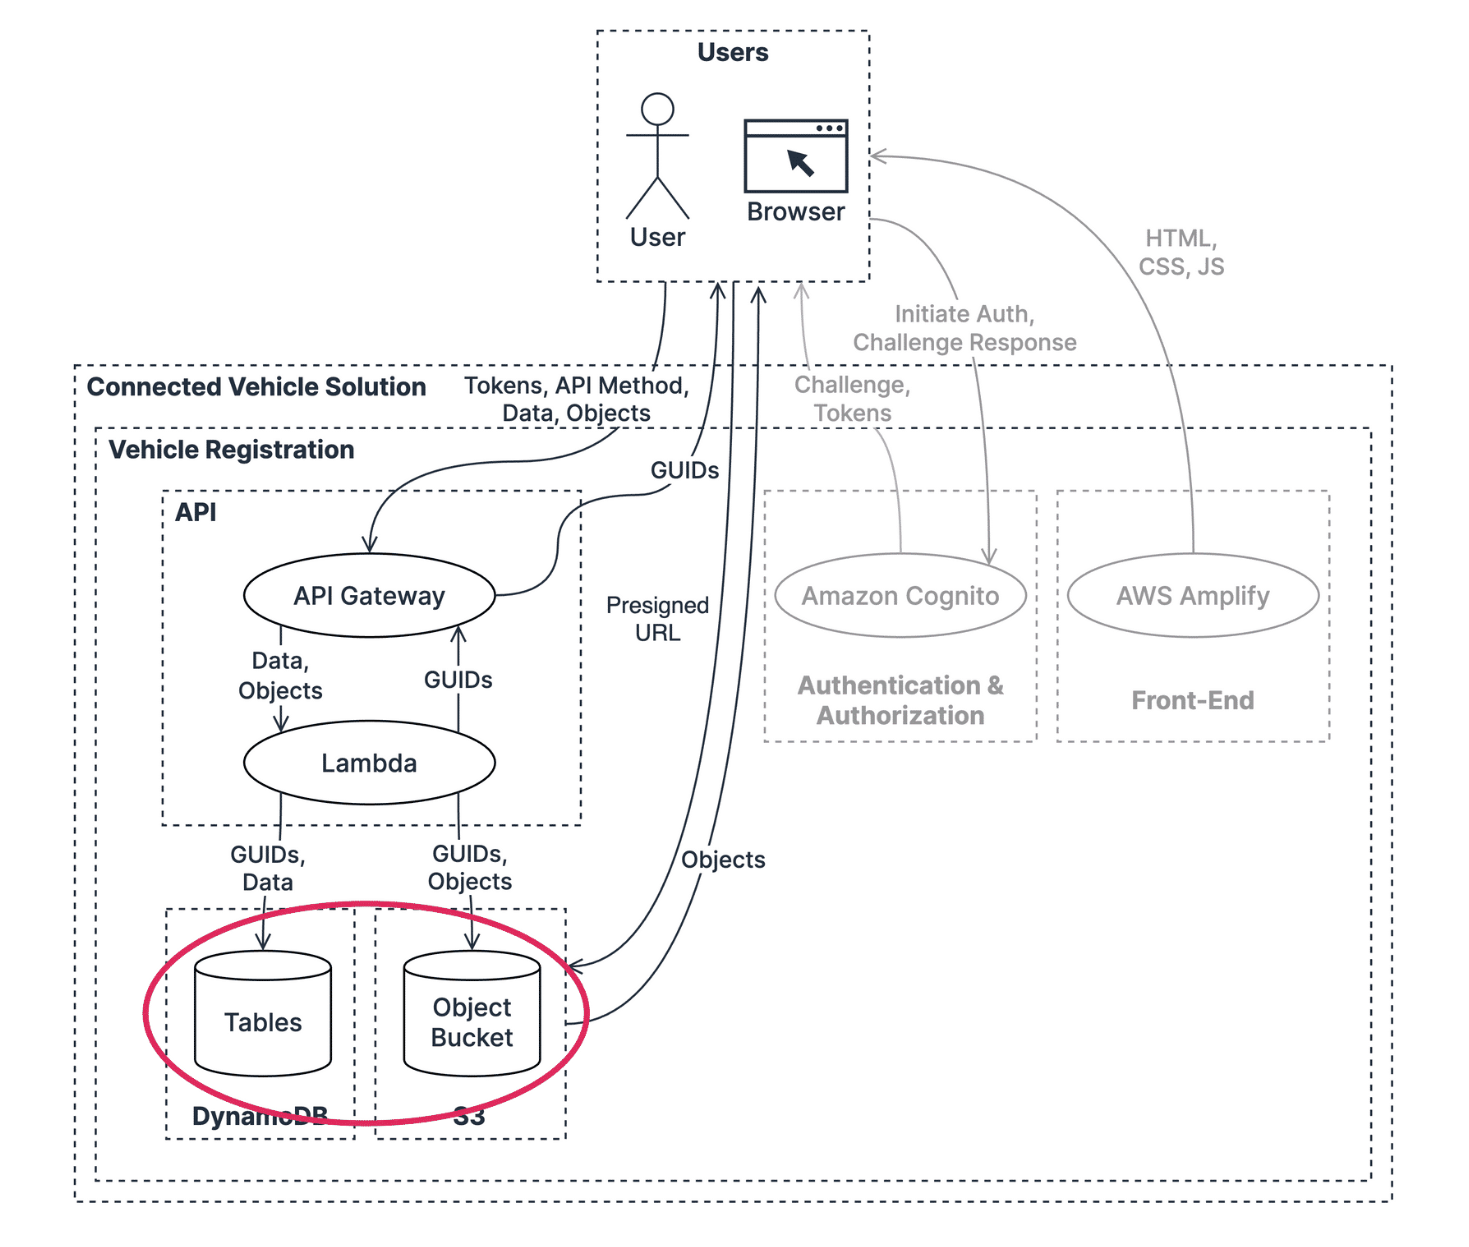 Users
User
Browser
HTML,
CSS, JS
Initiate Auth,
Challenge Response
Connected Vehicle Solution
Tokens, API Method,
Data, Objects
Challenge,
Tokens
Vehicle Registration
GUIDs
API
API Gateway
Presigned
URL
Amazon Cognito
AWS Amplify
Data,
Objects
GUIDs
Authentication &
Authorization
Front-End
Lambda
GUIDs,
Data
GUIDs,
Objects
Objects
Tables
Object
Bucket
DynamoDB
S3